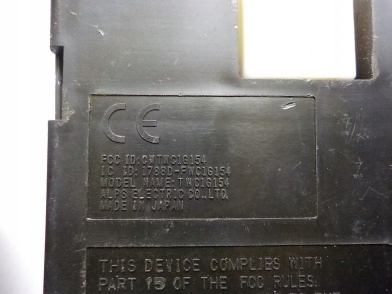 CE
FCC ID:CWTWC1G154
IC ID:1788D-FWC1G154
MODEL NAME:TWC1G154
ALPS ELECTRIC CO.,LTD.
MADE IN JAPAN
THIS DEVICE COMPLIES WITH
PART 15 OF THE FCC RULES.